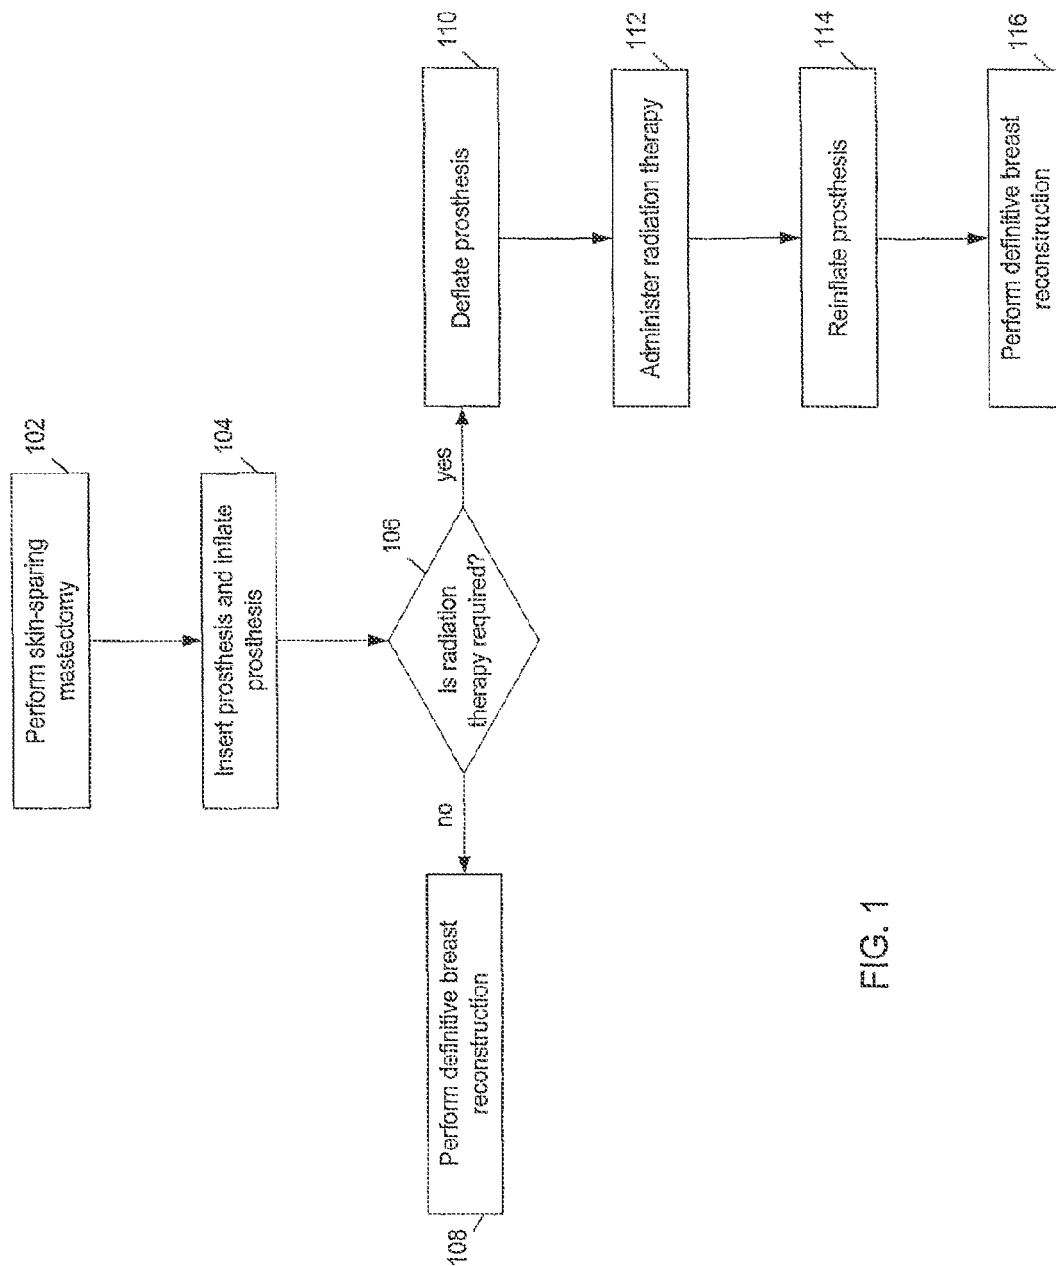 102
Perform skin-sparing
mastectomy
104
Insert prosthesis and inflate
prosthesis
106
Is radiation
therapy required?
no
yes
108
Perform definitive breast
reconstruction
110
Deflate prosthesis
112
Administer radiation therapy
114
Reinflate prosthesis
116
Perform definitive breast
reconstruction
FIG. 1